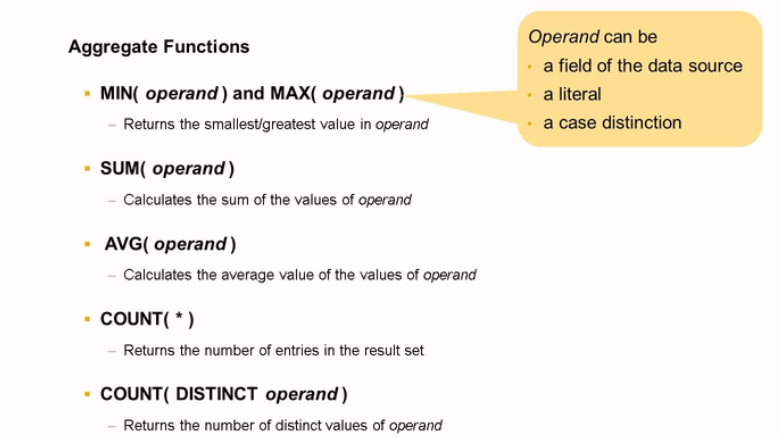 Aggregate Functions
▪ MIN( operand ) and MAX( operand )
– Returns the smallest/greatest value in operand
▪ SUM( operand )
– Calculates the sum of the values of operand
▪ AVG( operand )
– Calculates the average value of the values of operand
▪ COUNT( * )
– Returns the number of entries in the result set
▪ COUNT( DISTINCT operand )
– Returns the number of distinct values of operand
Operand can be
▪ a field of the data source
▪ a literal
▪ a case distinction